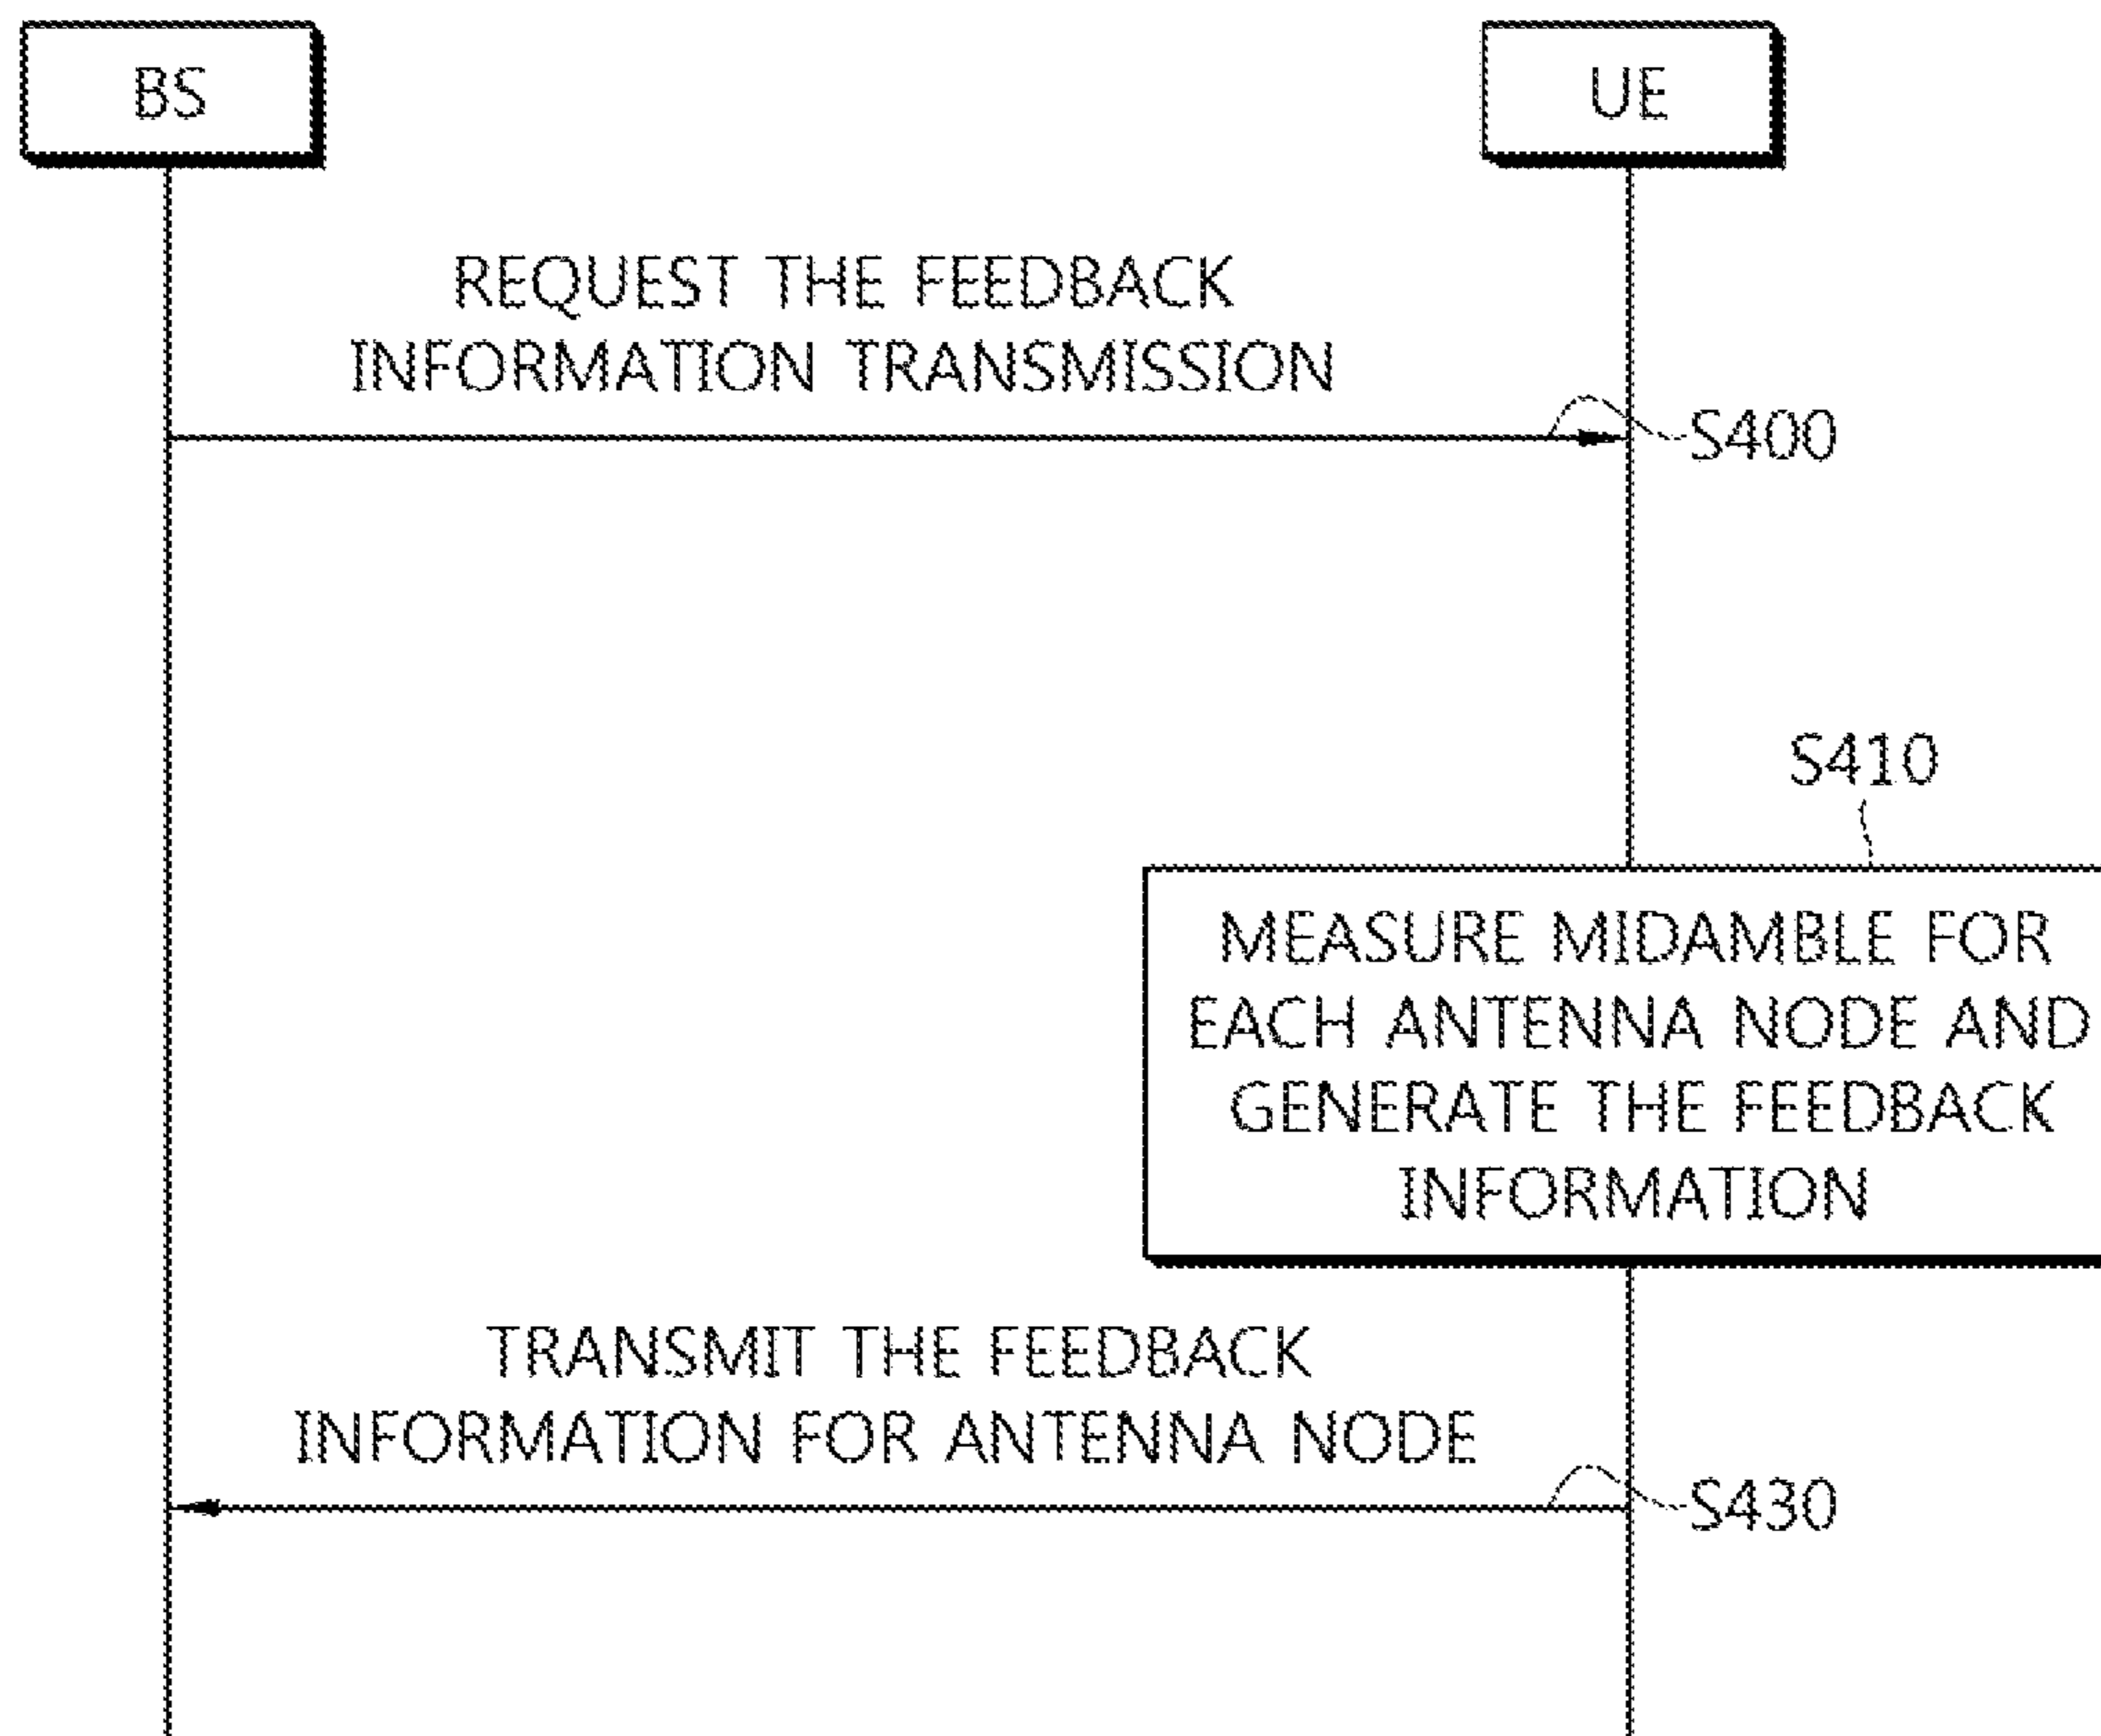 BS
UE
REQUEST THE FEEDBACK
INFORMATION TRANSMISSION
S400
S410
MEASURE MIDAMBLE FOR
EACH ANTENNA NODE AND
GENERATE THE FEEDBACK
INFORMATION
TRANSMIT THE FEEDBACK
INFORMATION FOR ANTENNA NODE
S430